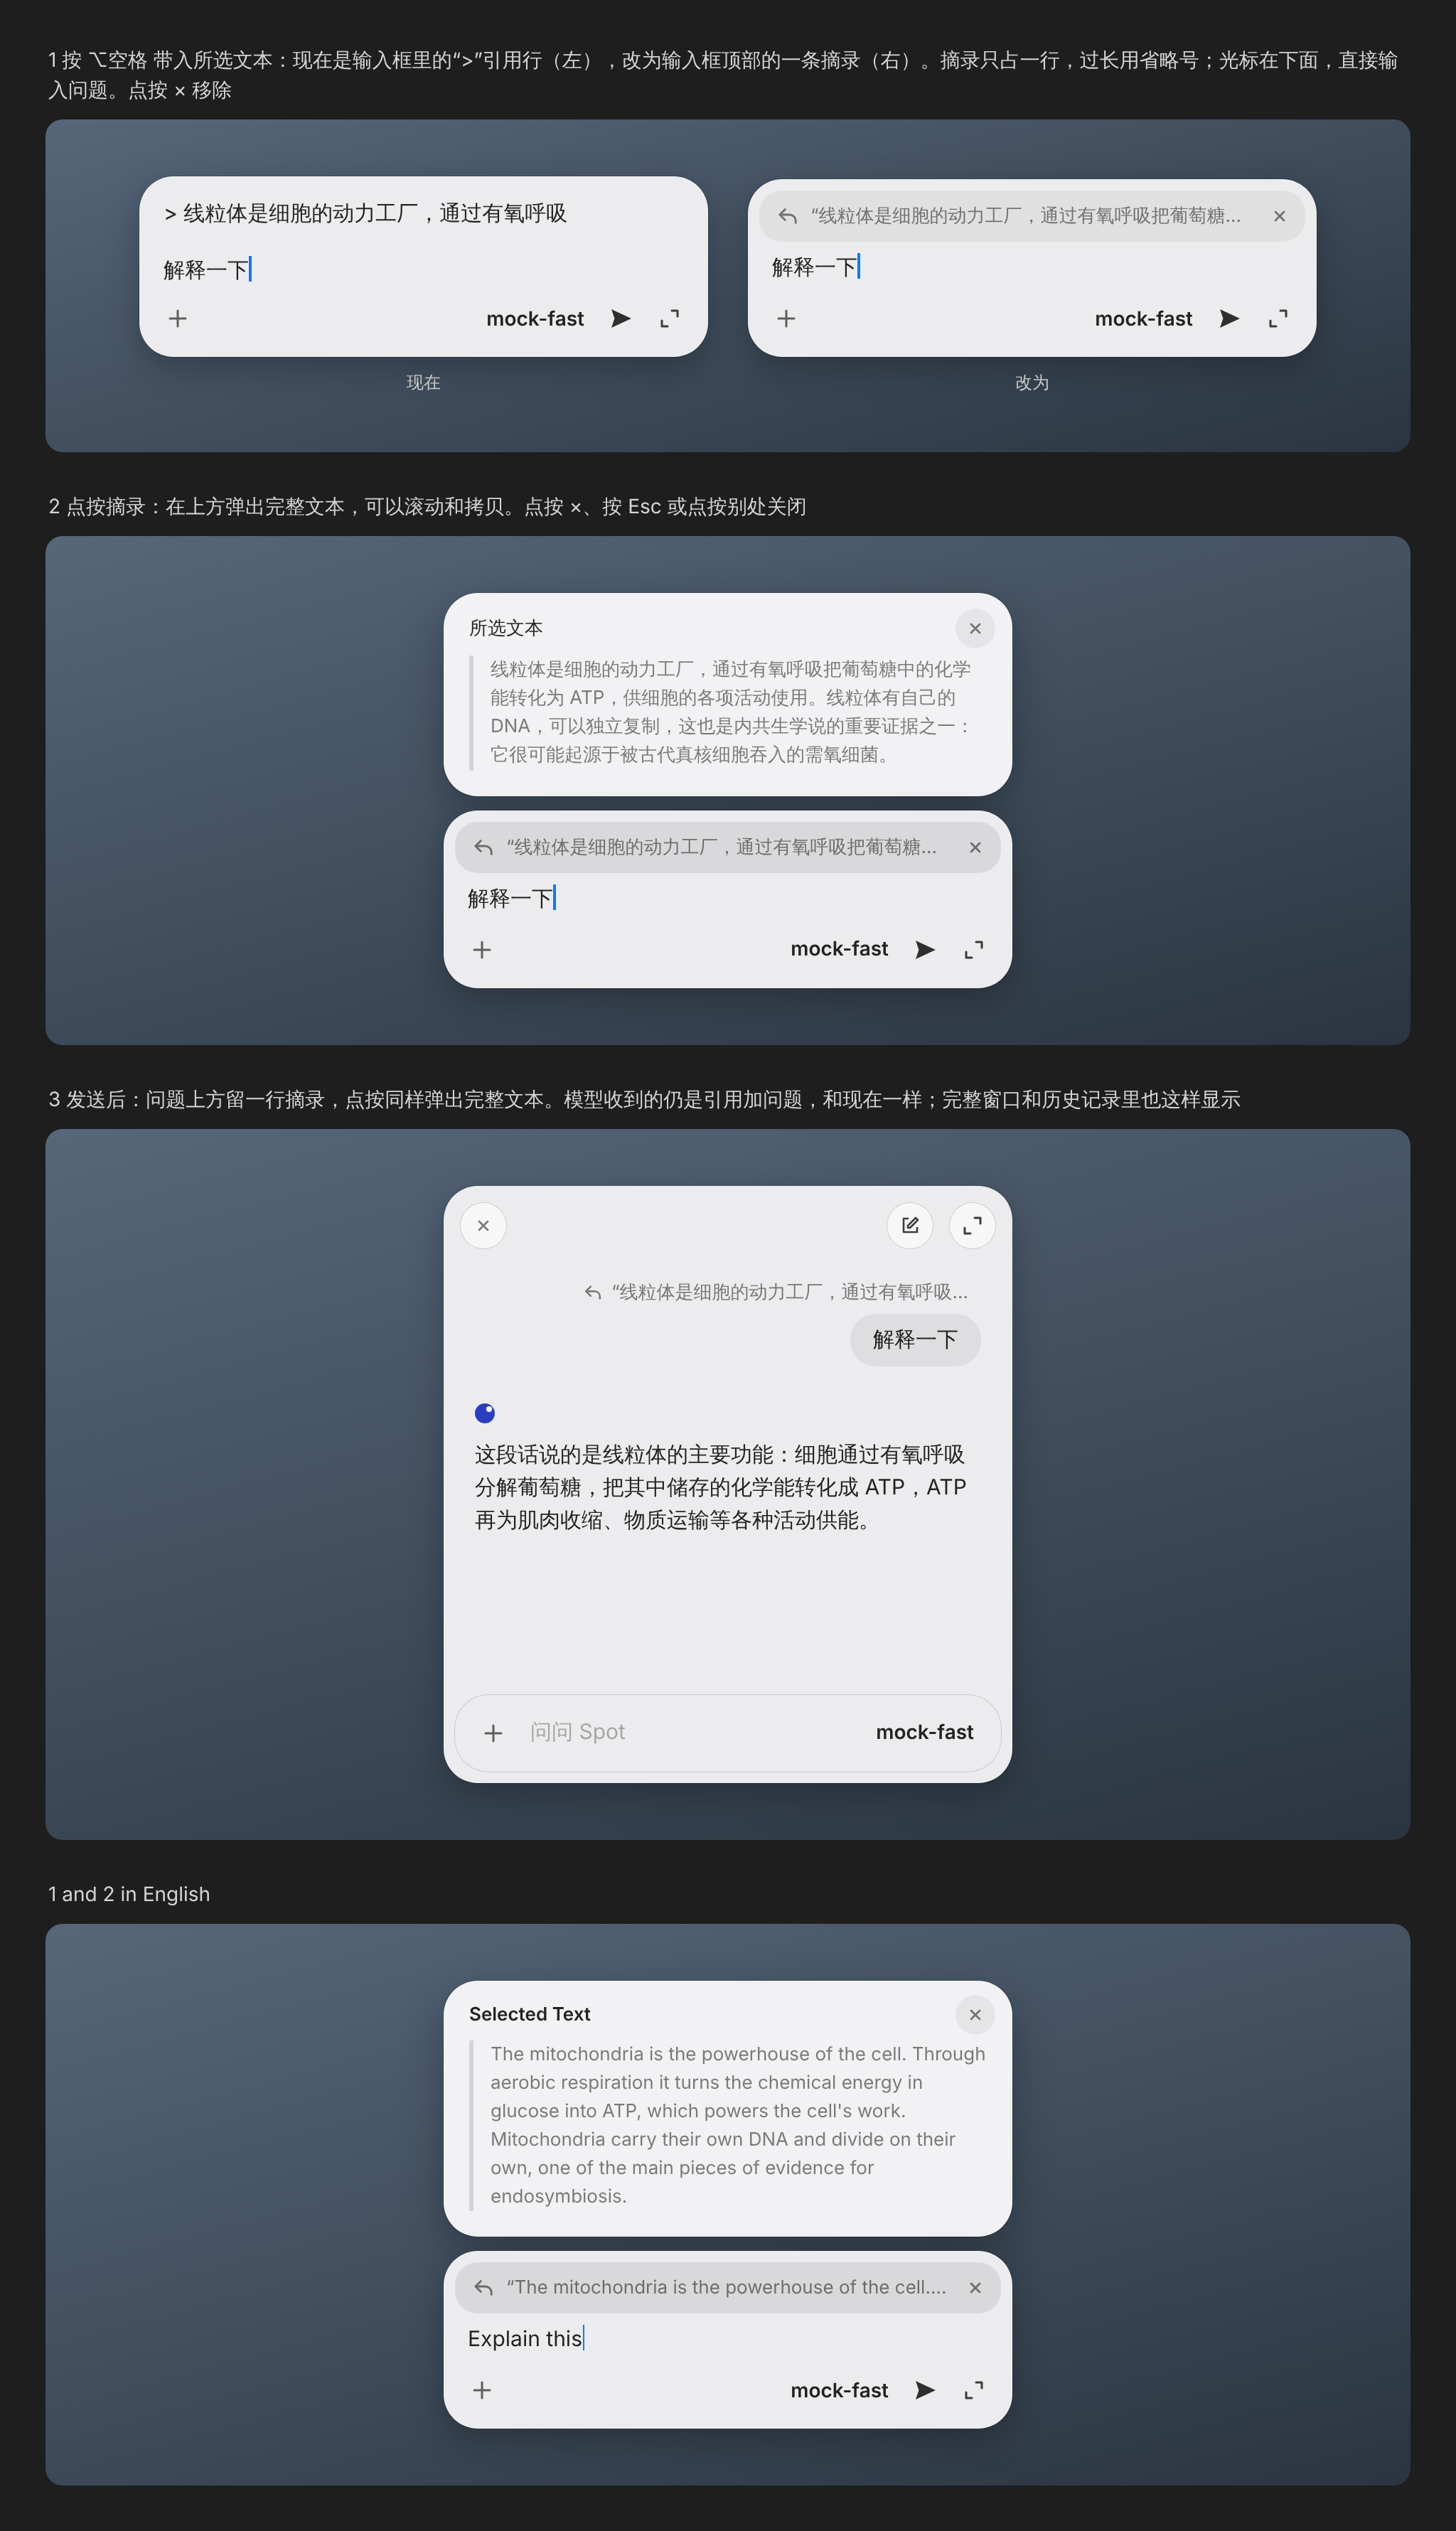 1 按 ⌥空格 带入所选文本：现在是输入框里的“>”引用行（左），改为输入框顶部的一条摘录（右）。摘录只占一行，过长用省略号；光标在下面，直接输
入问题。点按 × 移除
> 线粒体是细胞的动力工厂，通过有氧呼吸
解释一下
mock-fast
现在
“线粒体是细胞的动力工厂，通过有氧呼吸把葡萄糖...
解释一下
mock-fast
改为
2 点按摘录：在上方弹出完整文本，可以滚动和拷贝。点按 ×、按 Esc 或点按别处关闭
所选文本
线粒体是细胞的动力工厂，通过有氧呼吸把葡萄糖中的化学
能转化为 ATP，供细胞的各项活动使用。线粒体有自己的
DNA，可以独立复制，这也是内共生学说的重要证据之一：
它很可能起源于被古代真核细胞吞入的需氧细菌。
“线粒体是细胞的动力工厂，通过有氧呼吸把葡萄糖...
解释一下
mock-fast
3 发送后：问题上方留一行摘录，点按同样弹出完整文本。模型收到的仍是引用加问题，和现在一样；完整窗口和历史记录里也这样显示
“线粒体是细胞的动力工厂，通过有氧呼吸...
解释一下
这段话说的是线粒体的主要功能：细胞通过有氧呼吸
分解葡萄糖，把其中储存的化学能转化成 ATP，ATP
再为肌肉收缩、物质运输等各种活动供能。
问问 Spot
mock-fast
1 and 2 in English
Selected Text
The mitochondria is the powerhouse of the cell. Through
aerobic respiration it turns the chemical energy in
glucose into ATP, which powers the cell's work.
Mitochondria carry their own DNA and divide on their
own, one of the main pieces of evidence for
endosymbiosis.
“The mitochondria is the powerhouse of the cell....
Explain this
mock-fast